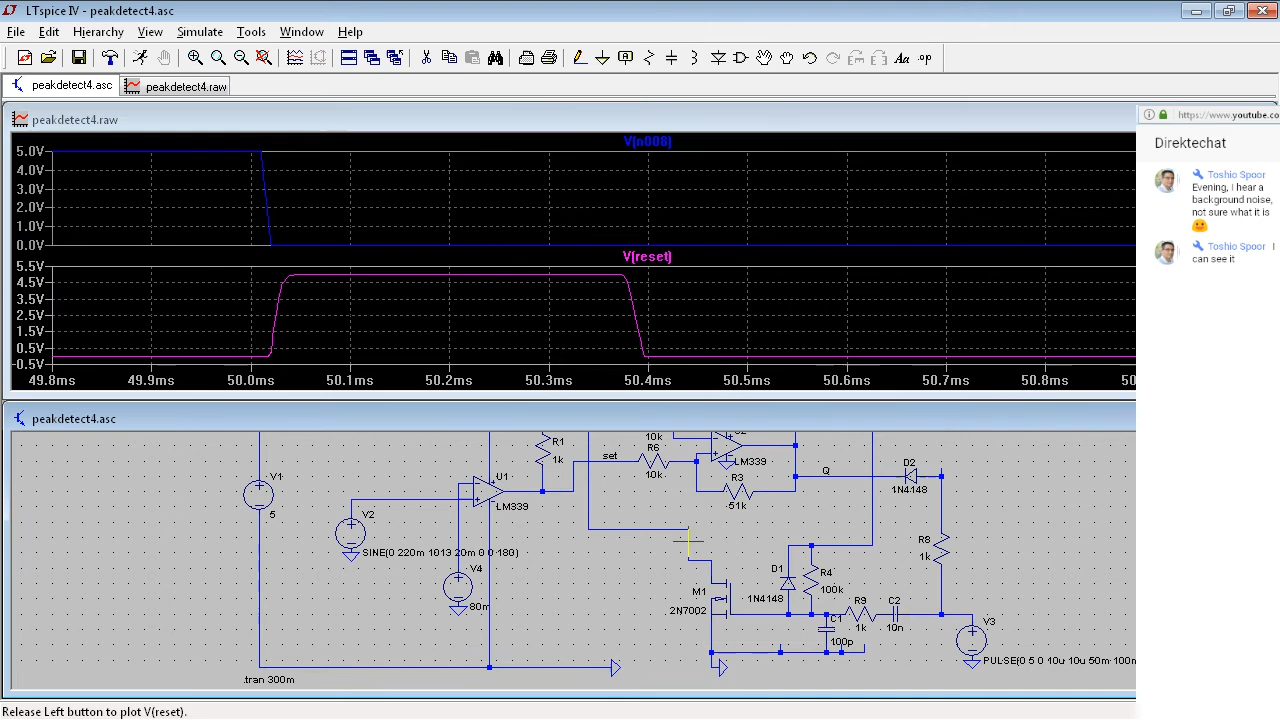 LTspice IV - peakdetect4.asc
File Edit Hierarchy View Simulate Tools Window Help
Aa .op
peakdetect4.asc peakdetect4.raw
peakdetect4.raw
V(n008)
5.0V
4.0V
3.0V
2.0V
1.0V
0.0V
V(reset)
5.5V
4.5V
3.5V
2.5V
1.5V
0.5V
-0.5V
49.8ms 49.9ms 50.0ms 50.1ms 50.2ms 50.3ms 50.4ms 50.5ms 50.6ms 50.7ms 50.8ms 50
peakdetect4.asc
V1
5
V2
SINE(0 220m 1013 20m 0 0 180)
V4
80m
U1
LM339
R1
1k
set
10k
R6
10k
LM339
R3
51k
Q
D2
1N4148
R8
1k
M1
2N7002
D1
1N4148
R4
100k
R9
1k
C2
10n
C1
100p
V3
PULSE(0 5 0 10u 10u 50m 100m
.tran 300m
Release Left button to plot V(reset).
https://www.youtube.co
Direktechat
Toshio Spoor
Evening, I hear a
background noise,
not sure what it is
Toshio Spoor I
can see it